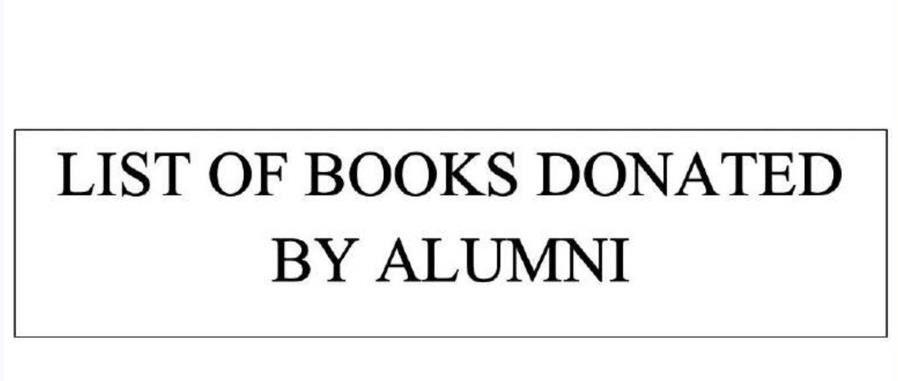 LIST OF BOOKS DONATED
BY ALUMNI